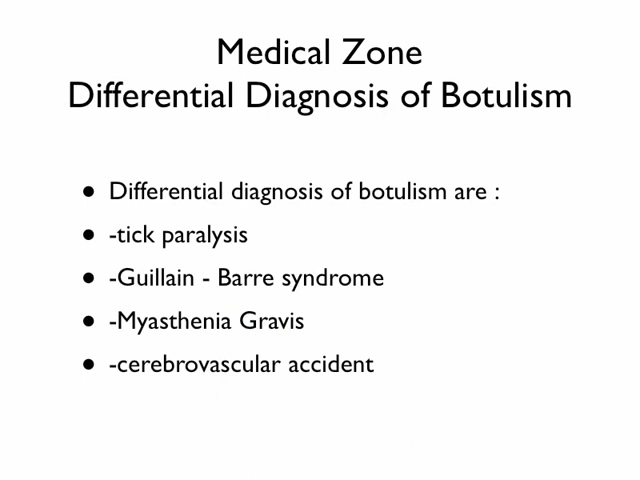 Medical Zone
Differential Diagnosis of Botulism
• Differential diagnosis of botulism are :
• -tick paralysis
• -Guillain - Barre syndrome
• -Myasthenia Gravis
• -cerebrovascular accident